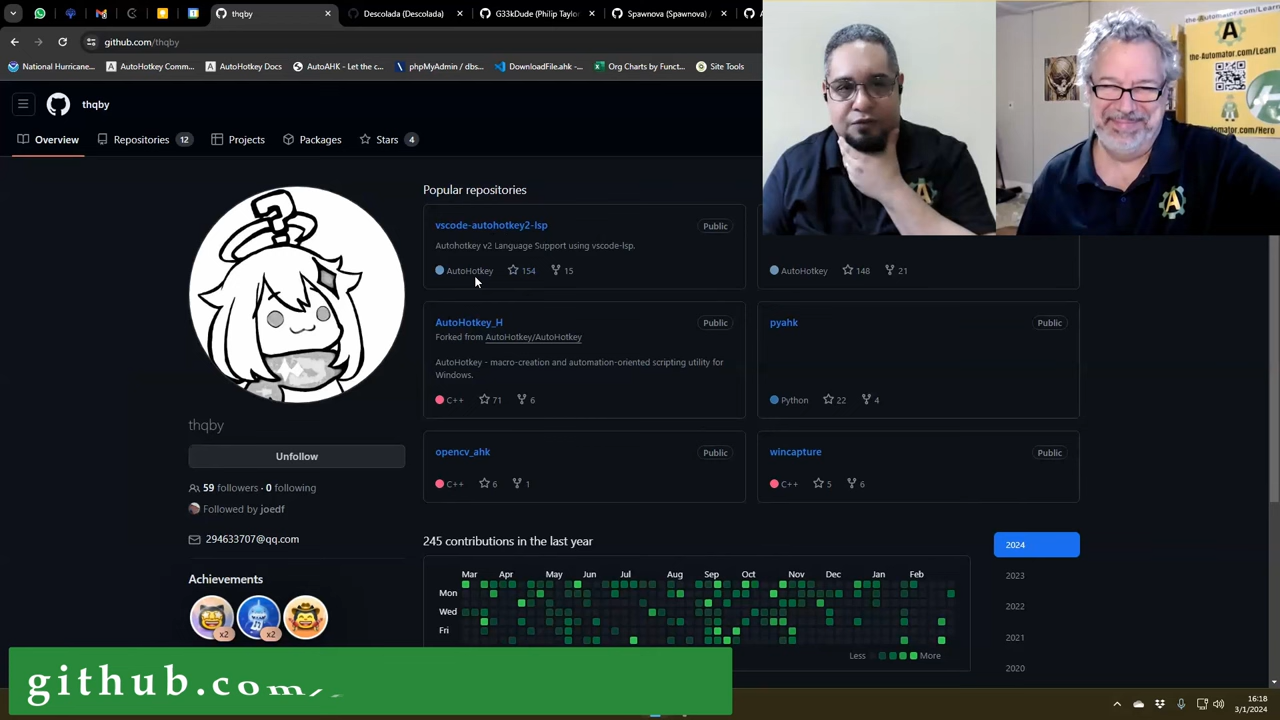 thqby
Descolada (Descolada)
G33kDude (Philip Taylo
Spawnova (Spawnova)
github.com/thqby
National Hurricane...
AutoHotkey Comm...
AutoHotkey Docs
AutoAHK - Let the c...
phpMyAdmin / dbs...
Org Charts by Funct...
Site Tools
thqby
Overview
Repositories 12
Projects
Packages
Stars 4
the-Automator.com/Learn
Popular repositories
vscode-autohotkey2-lsp
Public
Autohotkey v2 Language Support using vscode-lsp.
AutoHotkey 154 15
AutoHotkey 148 21
AutoHotkey_H
Public
Forked from AutoHotkey/AutoHotkey
AutoHotkey - macro-creation and automation-oriented scripting utility for
Windows.
C++ 71 6
pyahk
Public
Python 22 4
opencv_ahk
Public
C++ 6 1
wincapture
Public
C++ 5 6
thqby
Unfollow
59 followers · 0 following
Followed by joedf
294633707@qq.com
Achievements
x2
x2
245 contributions in the last year
Mar Apr May Jun Jul Aug Sep Oct Nov Dec Jan Feb
Mon
Wed
Fri
Less More
2024
2023
2022
2021
2020
github.com/
16:18
3/1/2024